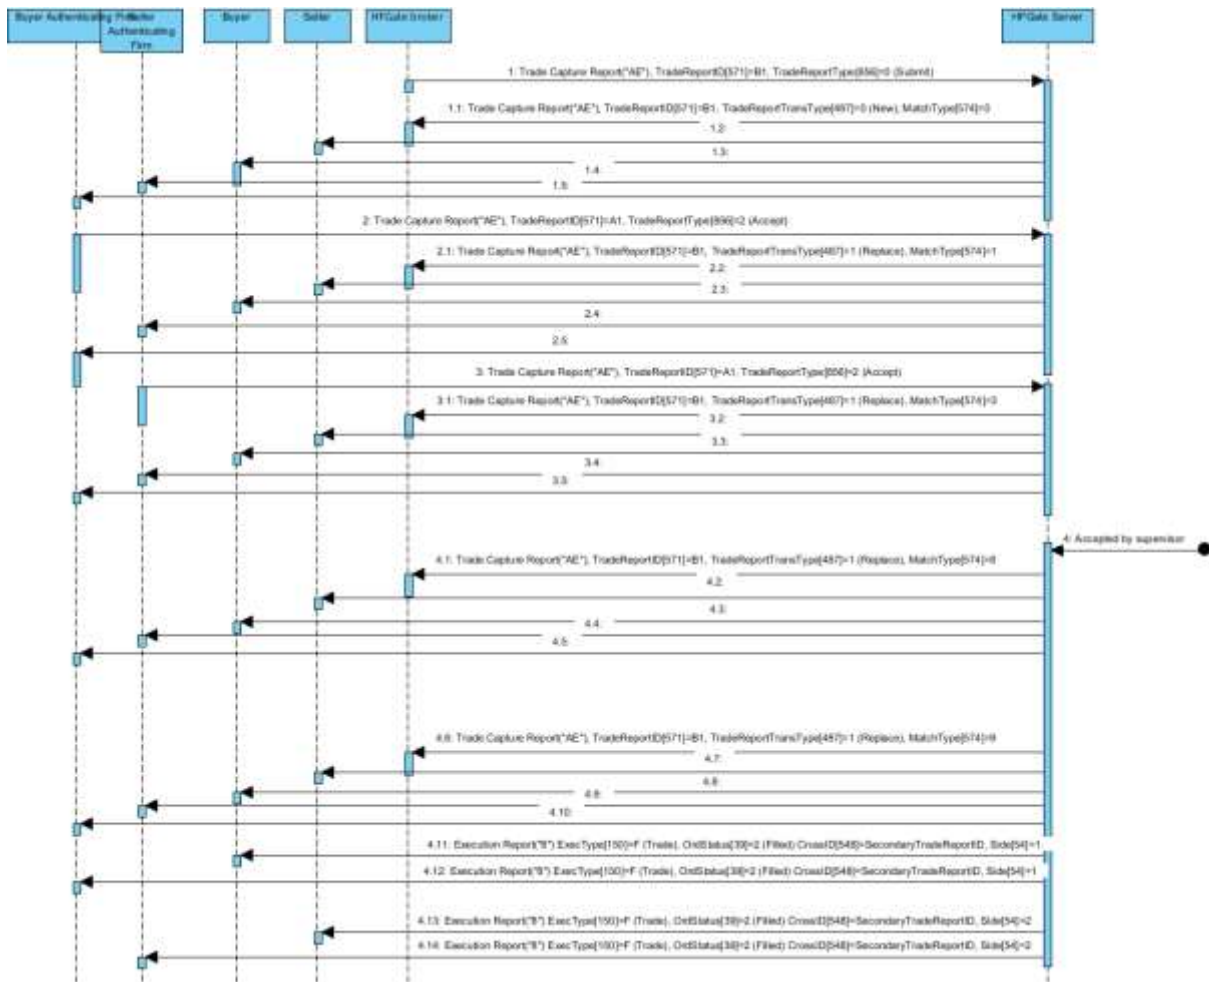 Buyer Authenticating
Authenticating
Firm
Buyer
Seller
HFGate broker
HFGate Server
1: Trade Capture Report("AE"), TradeReportID[571]=B1, TradeReportType[856]=0 (Submit)
1.1: Trade Capture Report("AE"), TradeReportID[571]=B1, TradeReportTransType[487]=0 (New), MatchType[574]=0
1.2:
1.3:
1.4:
1.5:
2: Trade Capture Report("AE"), TradeReportID[571]=A1, TradeReportType[856]=2 (Accept)
2.1: Trade Capture Report("AE"), TradeReportID[571]=B1, TradeReportTransType[487]=1 (Replace), MatchType[574]=1
2.2:
2.3:
2.4:
2.5:
3: Trade Capture Report("AE"), TradeReportID[571]=A1, TradeReportType[856]=2 (Accept)
3.1: Trade Capture Report("AE"), TradeReportID[571]=B1, TradeReportTransType[487]=1 (Replace), MatchType[574]=3
3.2:
3.3:
3.4:
4: Accepted by supervisor
4.1: Trade Capture Report("AE"), TradeReportID[571]=B1, TradeReportTransType[487]=1 (Replace), 
4.2:
4.3:
4.4:
4.5:
4.6: Trade Capture Report("AE"), TradeReportID[571]=B1, TradeReportTransType[487]=1 (Replace), 
4.7:
4.8:
4.9:
4.10:
4.11: Execution Report("8") ExecType[150]=F (Trade), OrdStatus[39]=2 (Filled) CrossID[548]=SecondaryTradeReportID, Side[54]=1
4.12: Execution Report("8") ExecType[150]=F (Trade), OrdStatus[39]=2 (Filled) CrossID[548]=SecondaryTradeReportID, Side[54]=1
4.13: Execution Report("8") ExecType[150]=F (Trade), OrdStatus[39]=2 (Filled) CrossID[548]=SecondaryTradeReportID, Side[54]=2
4.14: Execution Report("8") ExecType[150]=F (Trade), OrdStatus[39]=2 (Filled) CrossID[548]=SecondaryTradeReportID, Side[54]=2